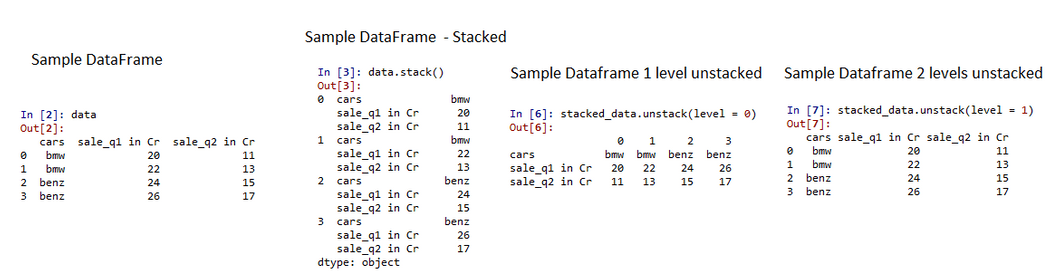 Sample DataFrame
In [2]: data
Out[2]:
cars sale_q1 in Cr sale_q2 in Cr
0 bmw 20 11
1 bmw 22 13
2 benz 24 15
3 benz 26 17
Sample DataFrame - Stacked
In [3]: data.stack()
Out[3]:
0 cars bmw
sale_q1 in Cr 20
sale_q2 in Cr 11
1 cars bmw
sale_q1 in Cr 22
sale_q2 in Cr 13
2 cars benz
sale_q1 in Cr 24
sale_q2 in Cr 15
3 cars benz
sale_q1 in Cr 26
sale_q2 in Cr 17
dtype: object
Sample Dataframe 1 level unstacked
In [6]: stacked_data.unstack(level = 0)
Out[6]:
0 1 2 3
cars bmw bmw benz benz
sale_q1 in Cr 20 22 24 26
sale_q2 in Cr 11 13 15 17
Sample Dataframe 2 levels unstacked
In [7]: stacked_data.unstack(level = 1)
Out[7]:
cars sale_q1 in Cr sale_q2 in Cr
0 bmw 20 11
1 bmw 22 13
2 benz 24 15
3 benz 26 17